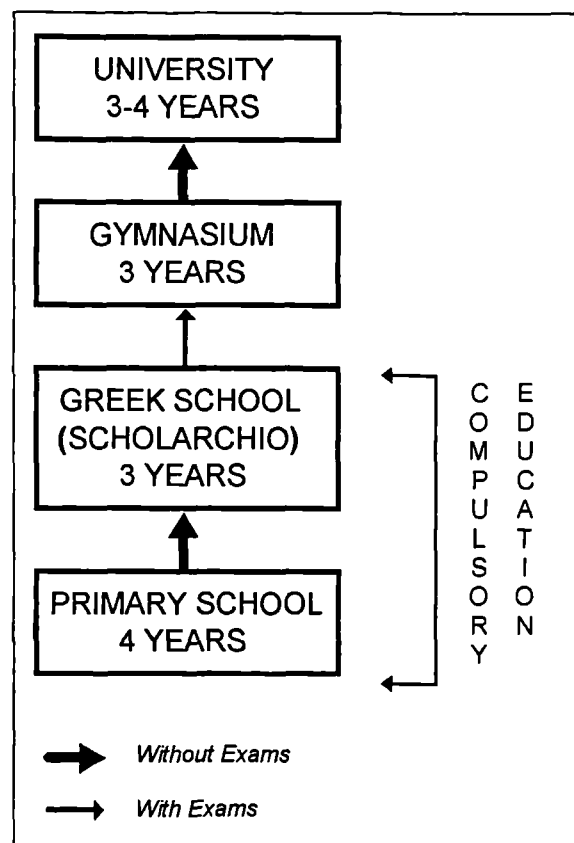 UNIVERSITY
3-4 YEARS
GYMNASIUM
3 YEARS
GREEK SCHOOL
(SCHOLARCHIO)
3 YEARS
PRIMARY SCHOOL
4 YEARS
COMPULSORY
EDUCATION
Without Exams
With Exams